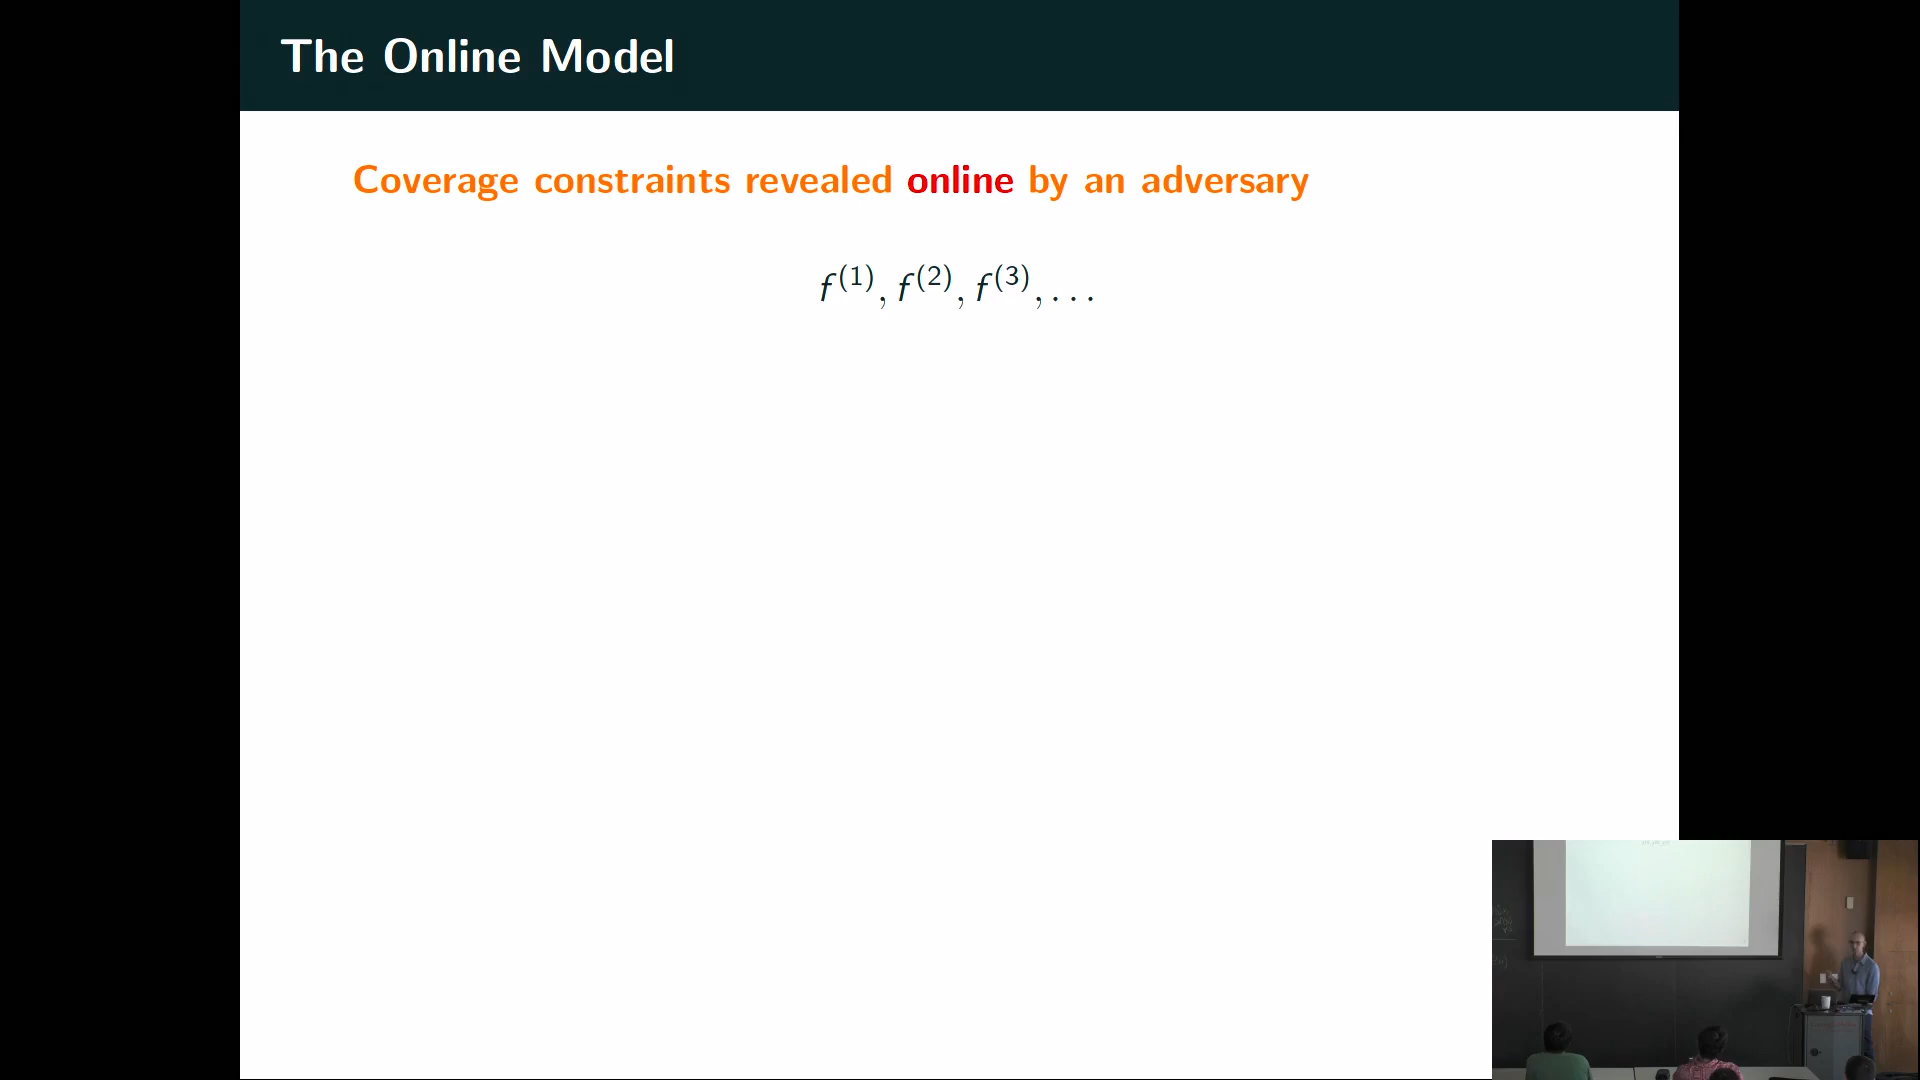 The Online Model
Coverage constraints revealed online by an adversary
f^{(1)}, f^{(2)}, f^{(3)}, . . .